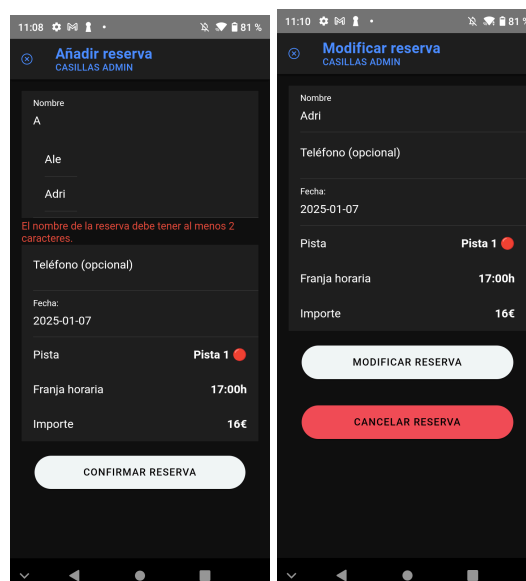 11:08
81 %
Añadir reserva
CASILLAS ADMIN
Nombre
A
Ale
Adri
El nombre de la reserva debe tener al menos 2
caracteres.
Teléfono (opcional)
Fecha:
2025-01-07
Pista Pista 1
Franja horaria 17:00h
Importe 16€
CONFIRMAR RESERVA
11:10
81 %
Modificar reserva
CASILLAS ADMIN
Nombre
Adri
Teléfono (opcional)
Fecha:
2025-01-07
Pista Pista 1
Franja horaria 17:00h
Importe 16€
MODIFICAR RESERVA
CANCELAR RESERVA